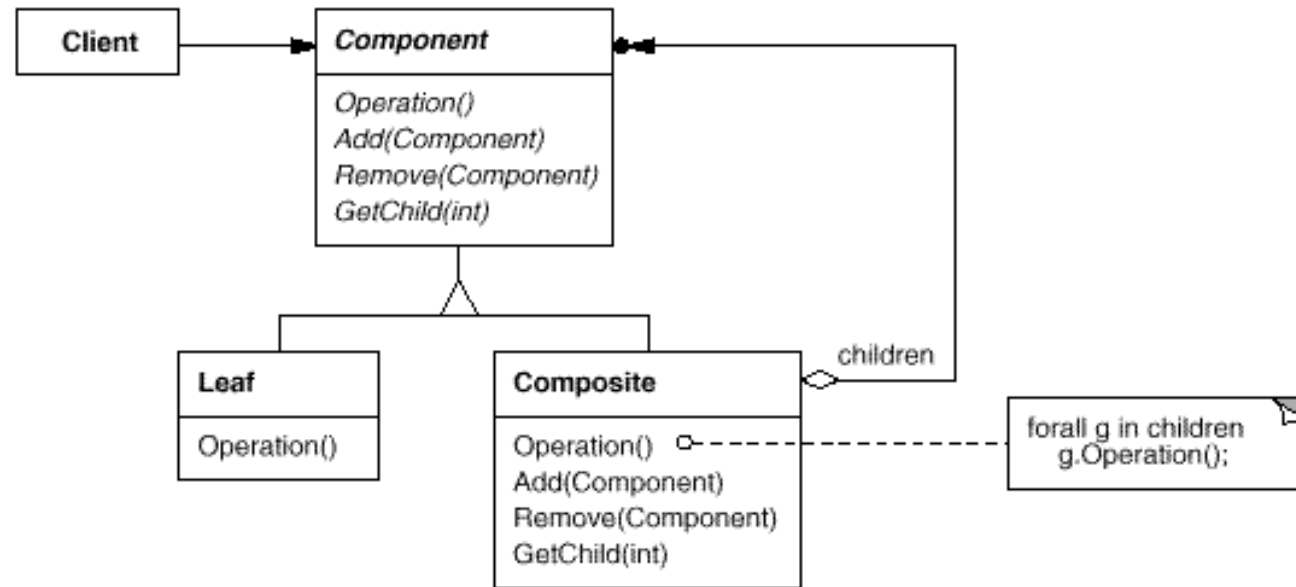 Client
Component
Operation()
Add(Component)
Remove(Component)
GetChild(int)
Leaf
Operation()
Composite
Operation()
Add(Component)
Remove(Component)
GetChild(int)
children
forall g in children
g.Operation();